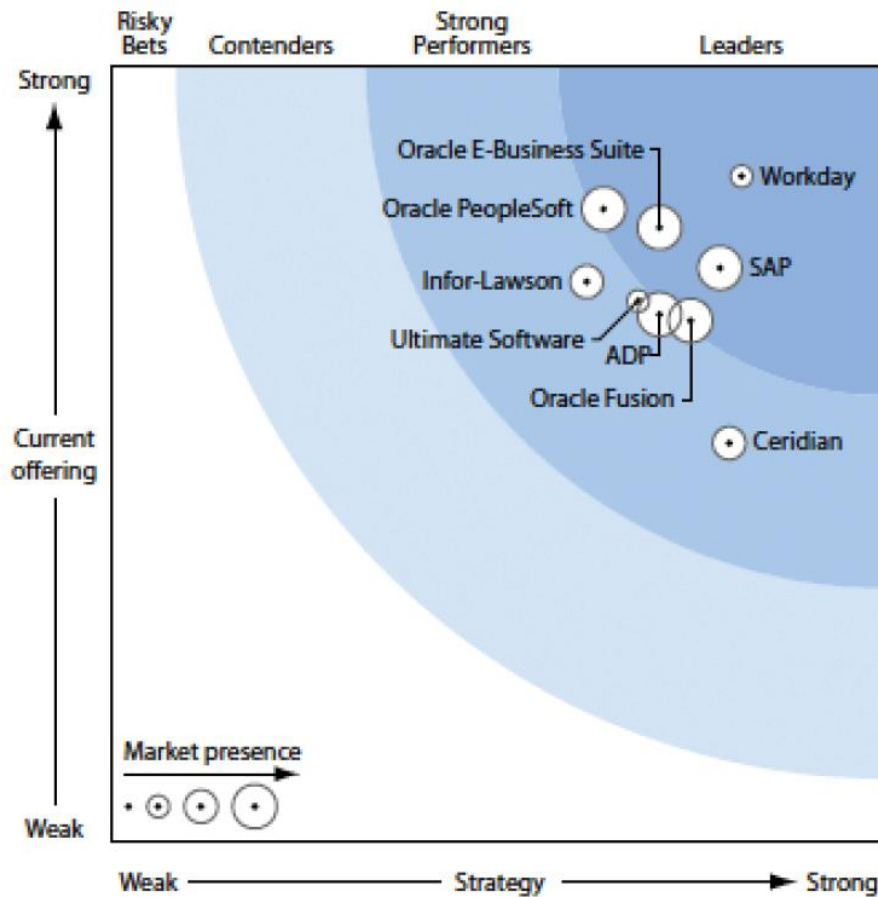 Risky
Bets
Contenders
Strong
Performers
Leaders
Strong
Oracle E-Business Suite
Workday
Oracle PeopleSoft
SAP
Infor-Lawson
Ultimate Software
ADP
Oracle Fusion
Current
offering
Ceridian
Market presence
Weak
Weak
Strategy
Strong